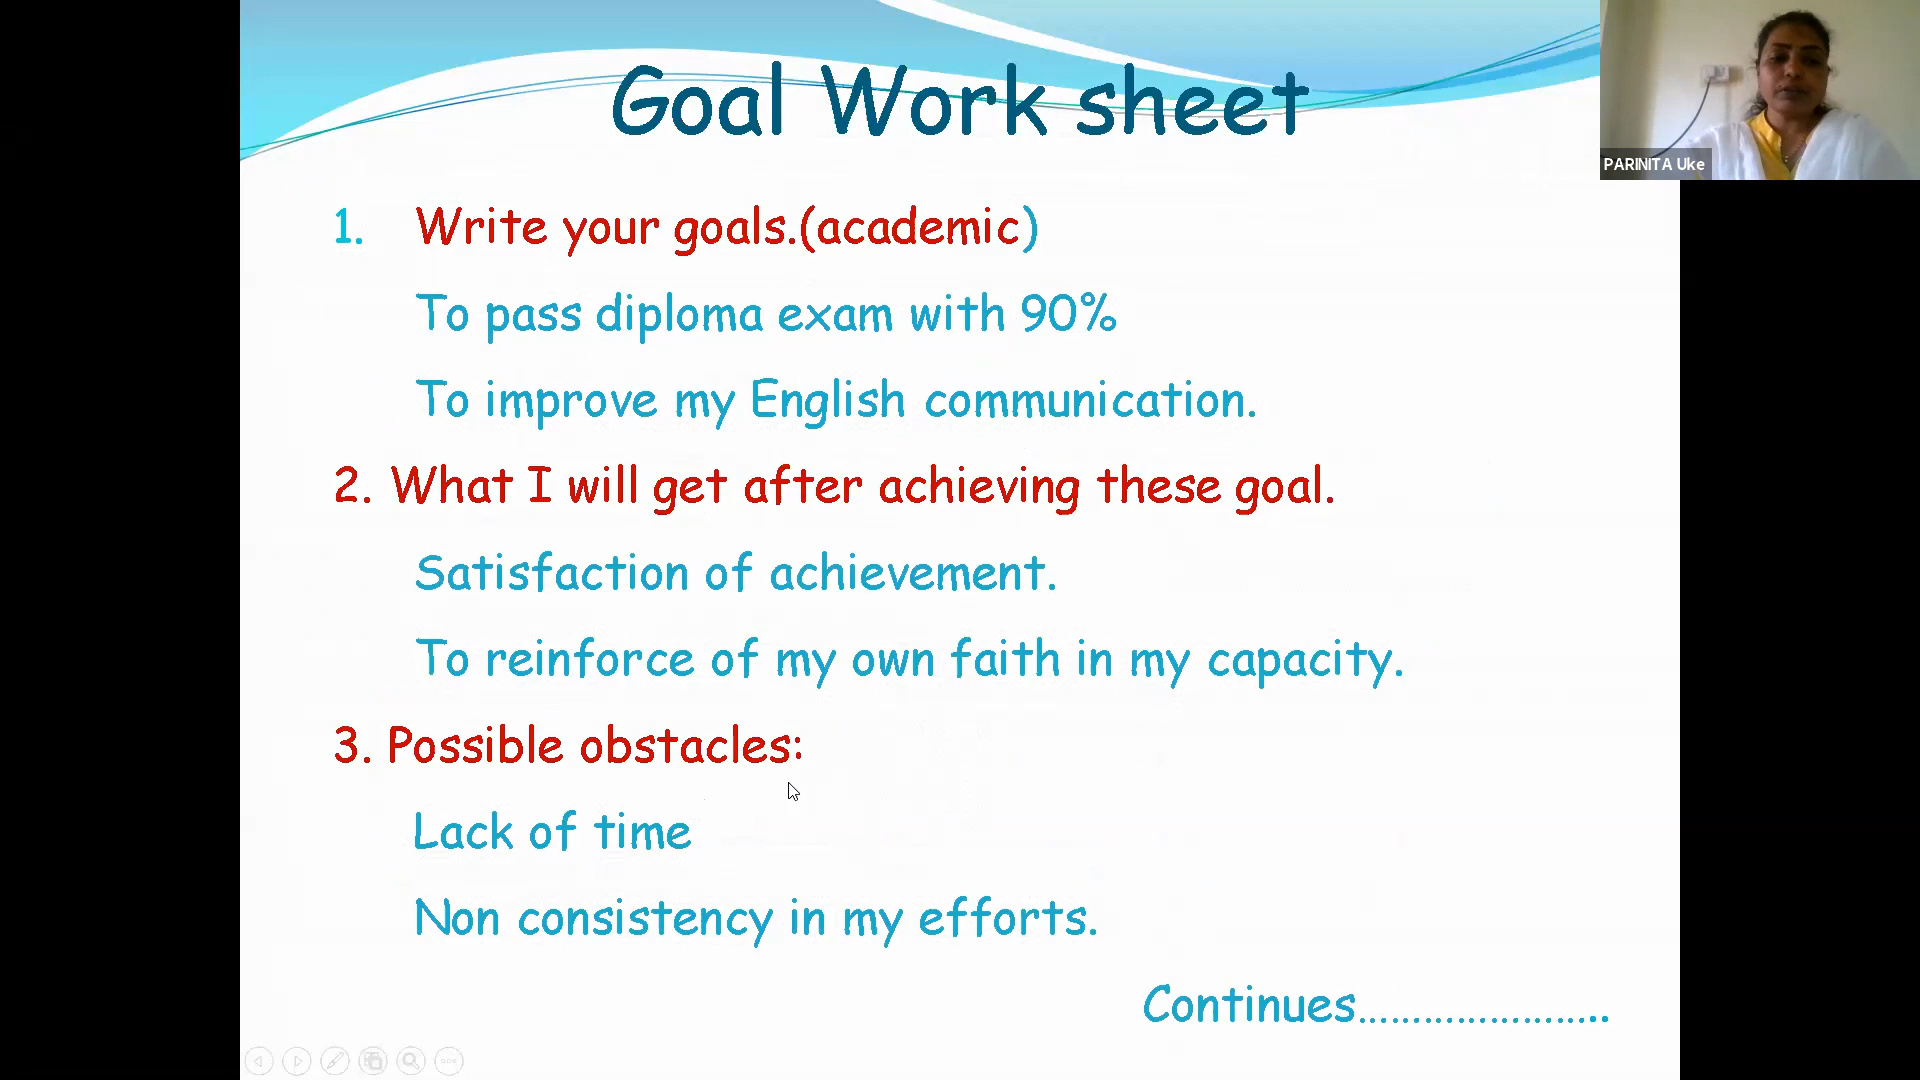 Goal Work sheet
PARINITA Uke
1. Write your goals.(academic)
To pass diploma exam with 90%
To improve my English communication.
2. What I will get after achieving these goal.
Satisfaction of achievement.
To reinforce of my own faith in my capacity.
3. Possible obstacles:
Lack of time
Non consistency in my efforts.
Continues…………………..